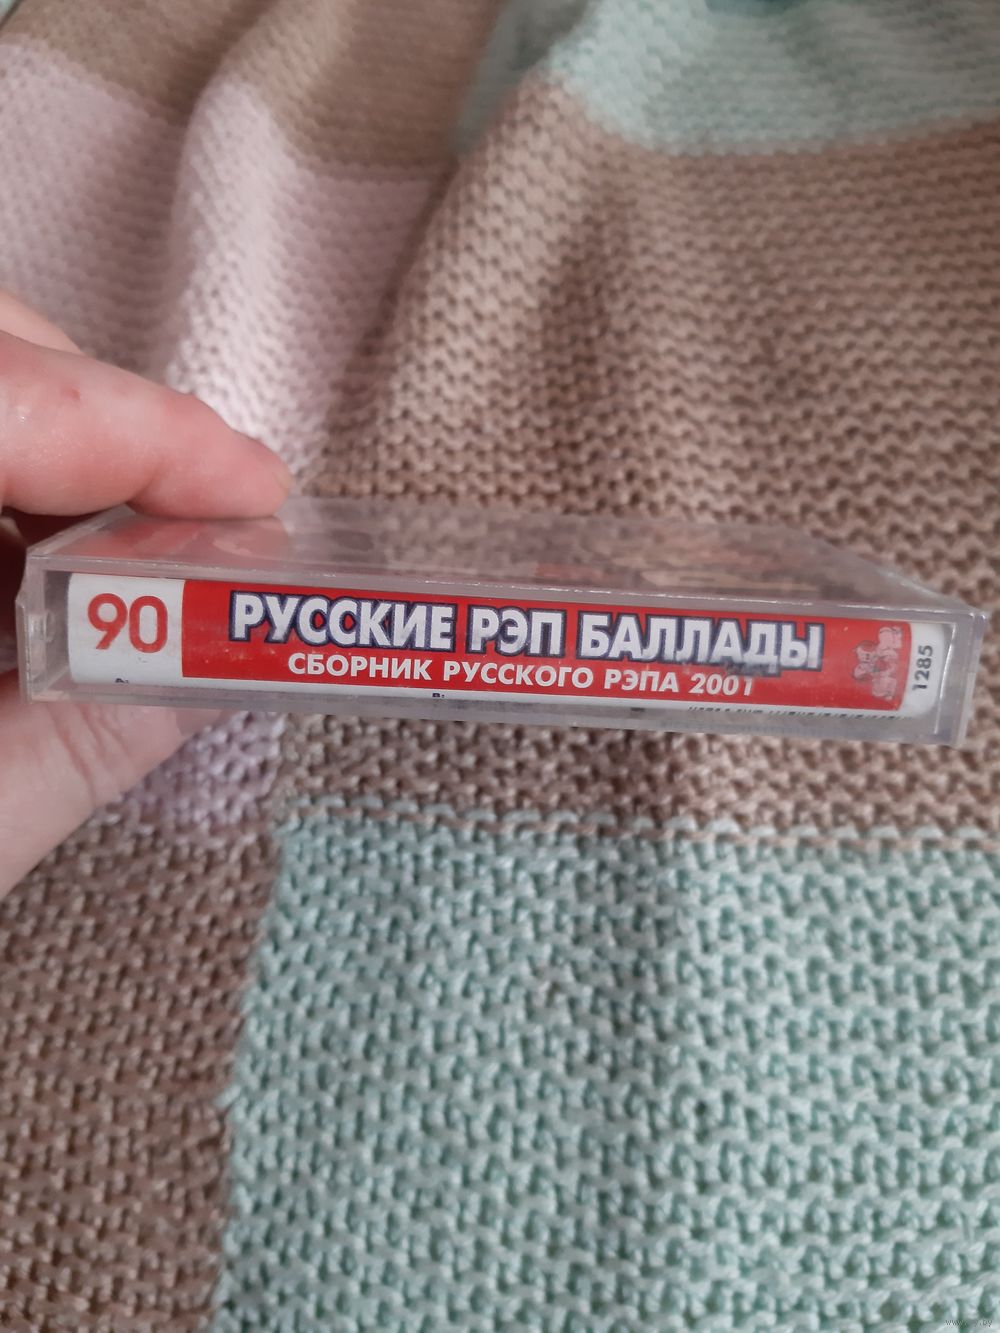 90
РУССКИЕ РЭП БАЛЛАДЫ
СБОРНИК РУССКОГО РЭПА 2001
1285